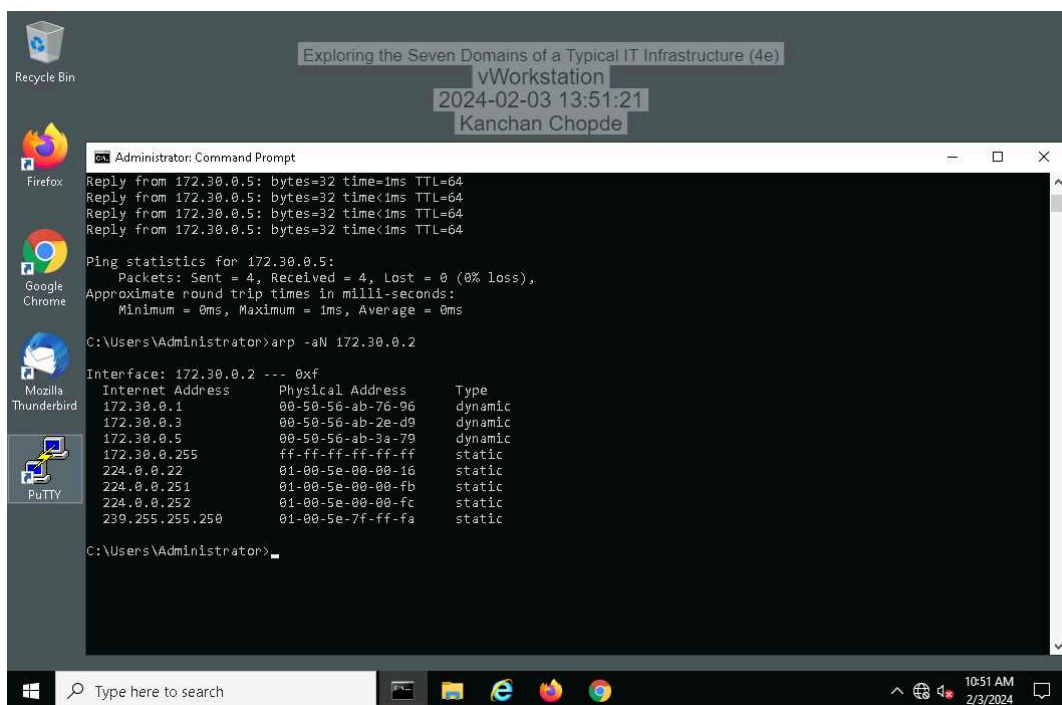 Recycle Bin
Exploring the Seven Domains of a Typical IT Infrastructure (4e)
vWorkstation
2024-02-03 13:51:21
Kanchan Chopde
Firefox
Google
Chrome
Mozilla
Thunderbird
PuTTY
Administrator: Command Prompt
Reply from 172.30.0.5: bytes=32 time=1ms TTL=64
Reply from 172.30.0.5: bytes=32 time<1ms TTL=64
Reply from 172.30.0.5: bytes=32 time<1ms TTL=64
Reply from 172.30.0.5: bytes=32 time<1ms TTL=64
Ping statistics for 172.30.0.5:
Packets: Sent = 4, Received = 4, Lost = 0 (0% loss),
Approximate round trip times in milli-seconds:
Minimum = 0ms, Maximum = 1ms, Average = 0ms
C:\Users\Administrator>arp -aN 172.30.0.2
Interface: 172.30.0.2 --- 0xf
Internet Address Physical Address Type
172.30.0.1 00-50-56-ab-76-96 dynamic
172.30.0.3 00-50-56-ab-2e-d9 dynamic
172.30.0.5 00-50-56-ab-3a-79 dynamic
172.30.0.255 ff-ff-ff-ff-ff-ff static
224.0.0.22 01-00-5e-00-00-16 static
224.0.0.251 01-00-5e-00-00-fb static
224.0.0.252 01-00-5e-00-00-fc static
239.255.255.250 01-00-5e-7f-ff-fa static
C:\Users\Administrator>
Type here to search
10:51 AM
2/3/2024